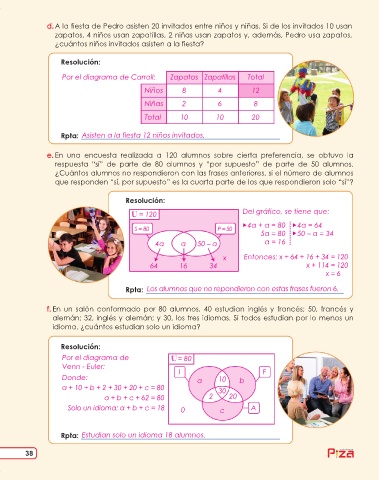 d. A la fiesta de Pedro asisten 20 invitados entre niños y niñas. Si de los invitados 10 usan
zapatos, 4 niños usan zapatillas, 2 niñas usan zapatos y, además, Pedro usa zapatos.
¿cuántos niños invitados asisten a la fiesta?
Resolución:
Por el diagrama de Carroll:
Zapatos Zapatillas Total
Niños 8 4 12
Niñas 2 6 8
Total 10 10 20
Rpta: Asisten a la fiesta 12 niños invitados.
e. En una encuesta realizada a 120 alumnos sobre cierta preferencia, se obtuvo la
respuesta “sí” de parte de 80 alumnos y “por supuesto” de parte de 50 alumnos.
¿Cuántos alumnos no respondieron con las frases anteriores, si el número de alumnos
que responden “sí, por supuesto” es la cuarta parte de los que respondieron solo “sí”?
Resolución:
U = 120
S = 80 P = 50
4a a 50 – a
x
64 16 34
Del gráfico, se tiene que:
4a + a = 80 4a = 64
5a = 80 50 – a = 34
a = 16
Entonces: x + 64 + 16 + 34 = 120
x + 114 = 120
x = 6
Rpta: Los alumnos que no respondieron con estas frases fueron 6.
f. En un salón conformado por 80 alumnos, 40 estudian inglés y francés; 50, francés y
alemán; 32, inglés y alemán; y 30, los tres idiomas. Si todos estudian por lo menos un
idioma, ¿cuántos estudian solo un idioma?
Resolución:
Por el diagrama de
Venn - Euler:
Donde:
a + 10 + b + 2 + 30 + 20 + c = 80
a + b + c + 62 = 80
Solo un idioma: a + b + c = 18
U = 80
I F
a 10 b
30
2 20
0 c A
Rpta: Estudian solo un idioma 18 alumnos.
38
Piza